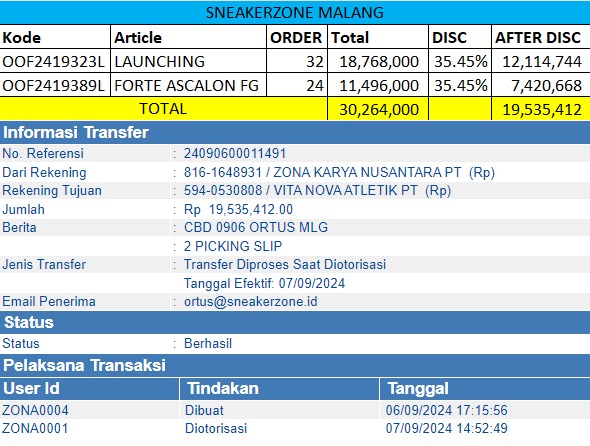 SNEAKERZONE MALANG
Kode Article ORDER Total DISC AFTER DISC
OOF2419323L LAUNCHING 32 18,768,000 35.45% 12,114,744
OOF2419389L FORTE ASCALON FG 24 11,496,000 35.45% 7,420,668
TOTAL 30,264,000 19,535,412
Informasi Transfer
No. Referensi : 24090600011491
Dari Rekening : 816-1648931 / ZONA KARYA NUSANTARA PT (Rp)
Rekening Tujuan : 594-0530808 / VITA NOVA ATLETIK PT (Rp)
Jumlah : Rp 19,535,412.00
Berita : CBD 0906 ORTUS MLG
: 2 PICKING SLIP
Jenis Transfer : Transfer Diproses Saat Diotorisasi
Tanggal Efektif: 07/09/2024
Email Penerima : ortus@sneakerzone.id
Status
Status : Berhasil
Pelaksana Transaksi
User Id Tindakan Tanggal
ZONA0004 Dibuat 06/09/2024 17:15:56
ZONA0001 Diotorisasi 07/09/2024 14:52:49